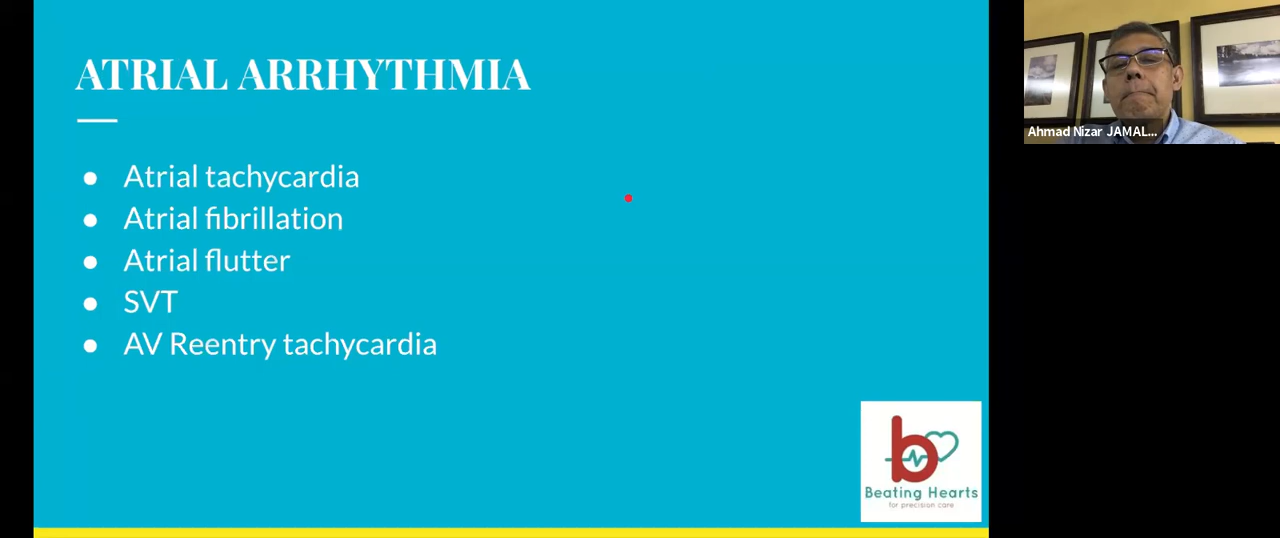 ATRIAL ARRHYTHMIA
Atrial tachycardia
Atrial fibrillation
Atrial flutter
SVT
AV Reentry tachycardia
b
Beating Hearts
for precision care
Ahmad Nizar JAMAL...